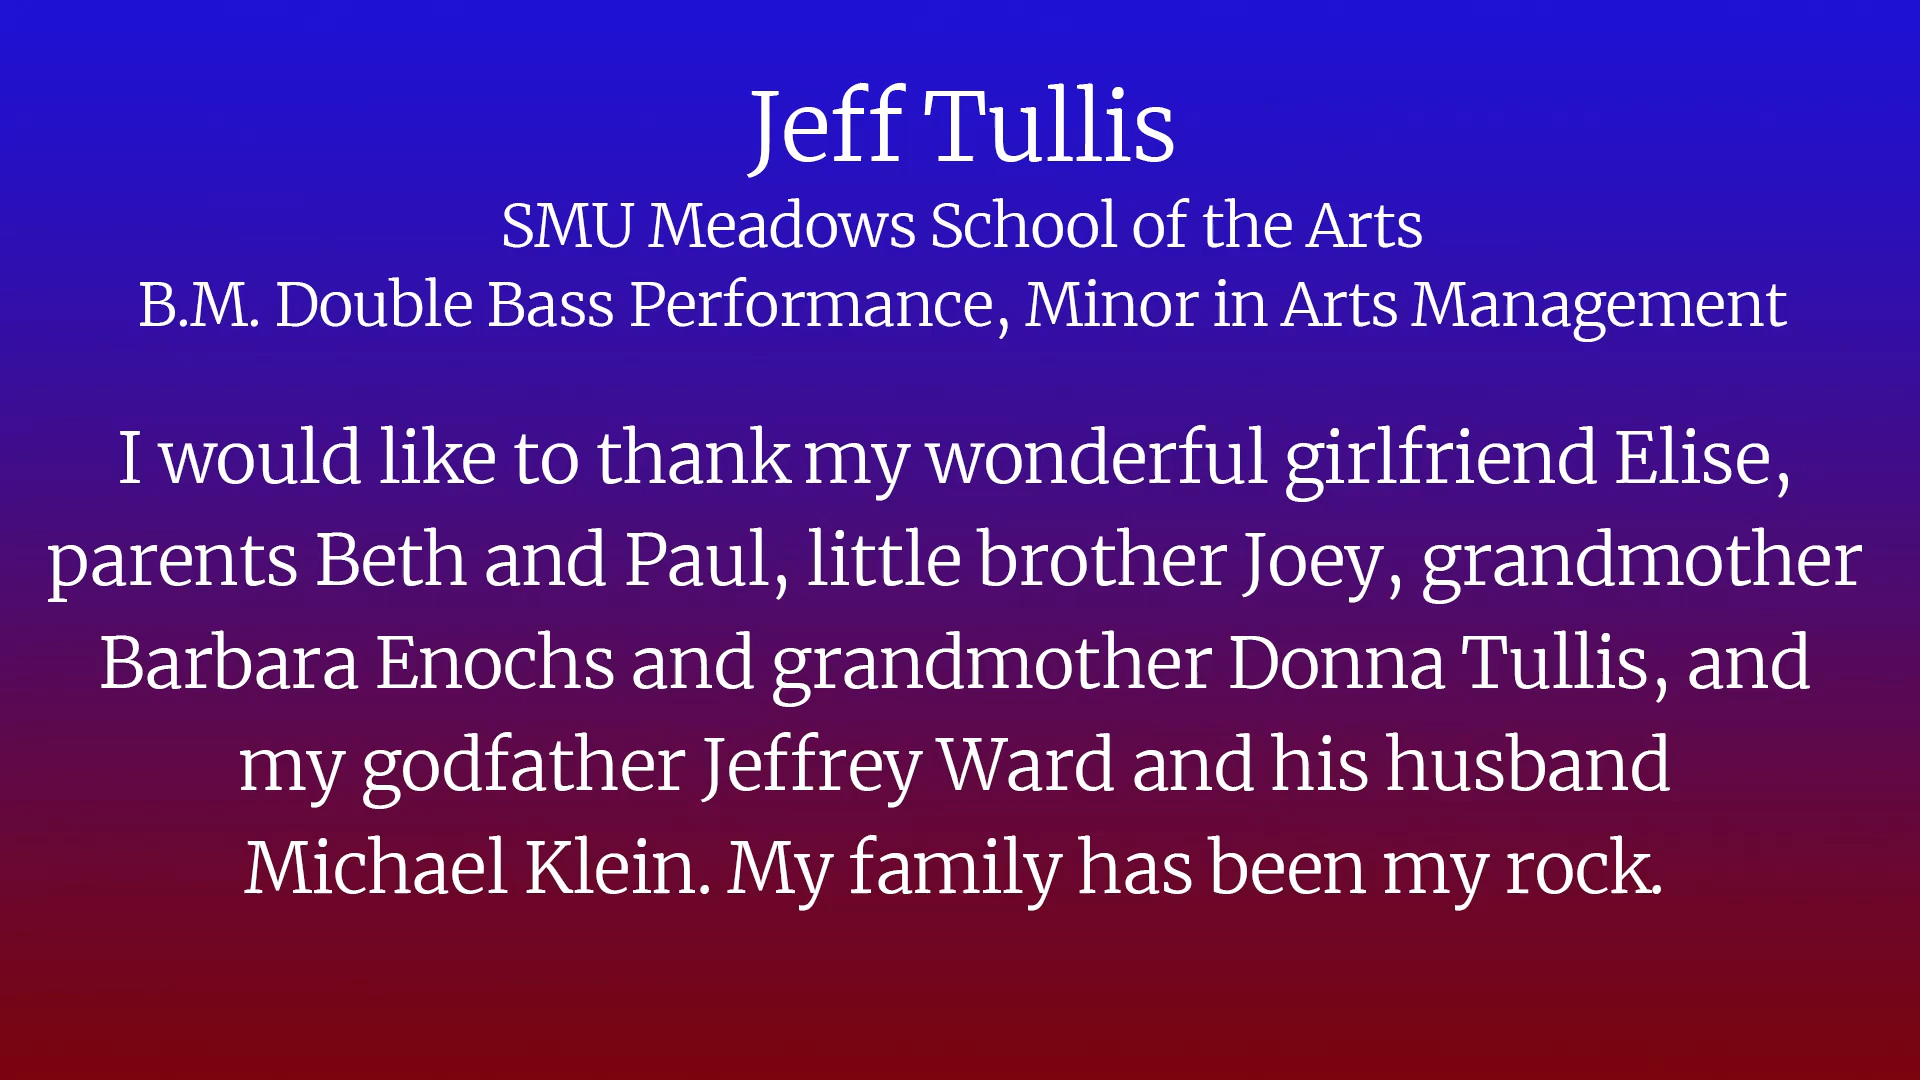 Jeff Tullis
SMU Meadows School of the Arts
B.M. Double Bass Performance, Minor in Arts Management
I would like to thank my wonderful girlfriend Elise,
parents Beth and Paul, little brother Joey, grandmother
Barbara Enochs and grandmother Donna Tullis, and
my godfather Jeffrey Ward and his husband
Michael Klein. My family has been my rock.